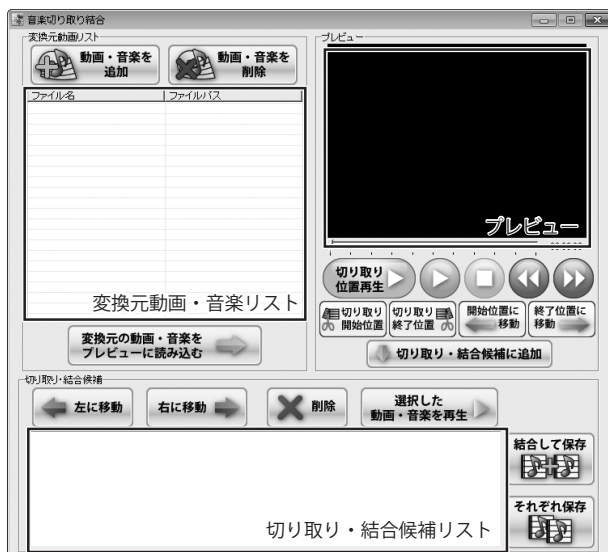 音楽切り取り結合
変換元動画リスト
動画・音楽を
追加
動画・音楽を
削除
ファイル名
ファイルパス
変換元動画・音楽リスト
変換元の動画・音楽を
プレビューに読み込む
プレビュー
プレビュー
切り取り
位置再生
切り取り
開始位置
切り取り
終了位置
開始位置に
移動
終了位置に
移動
切り取り・結合候補に追加
切り取り・結合候補
左に移動
右に移動
削除
選択した
動画・音楽を再生
切り取り・結合候補リスト
結合して保存
それぞれ保存